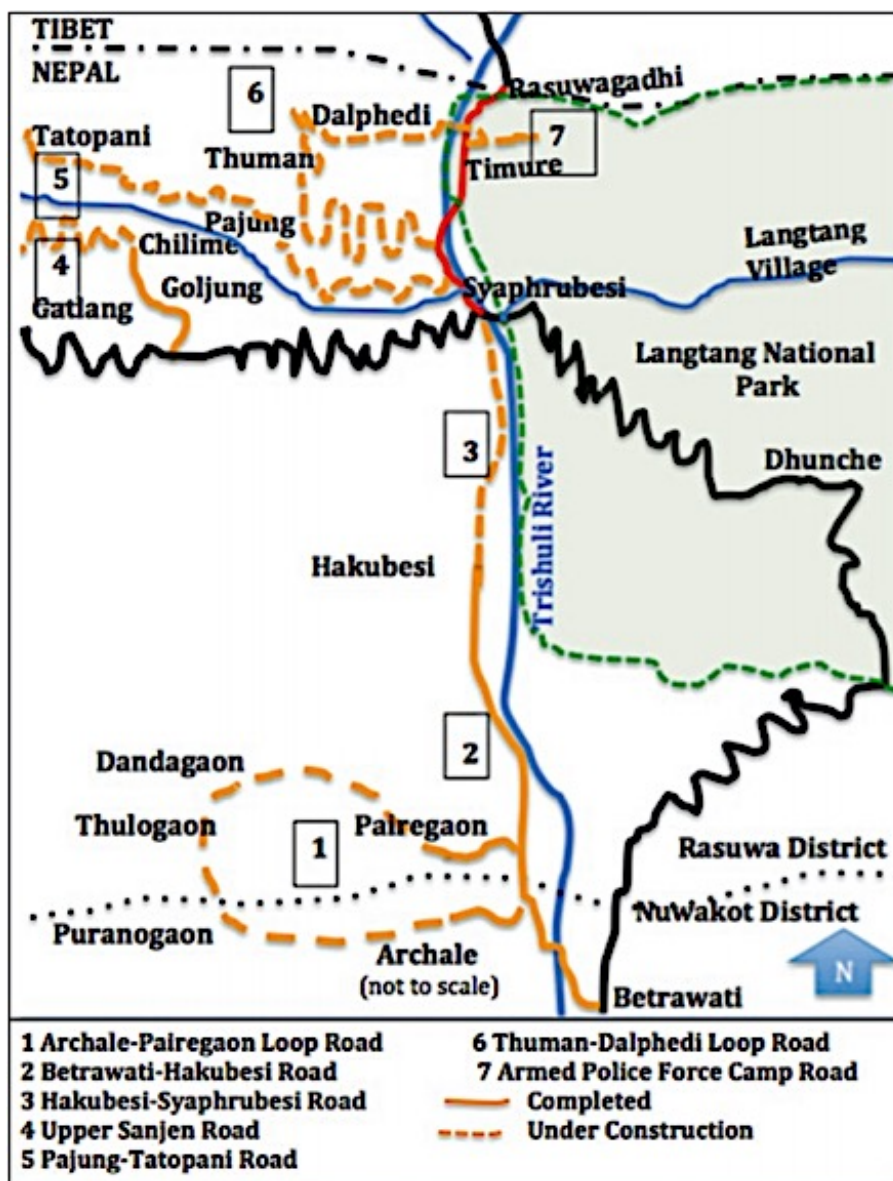 TIBET
NEPAL
Rasuwagadhi
6
Dalphedi
7
Tatopani
Thuman
Timure
5
Pajung
Chilime
Langtang
Village
4
Goljung
Syaphrubesi
Gatlang
Langtang National
Park
3
Dhunche
Trishuli River
Hakubesi
2
Dandagaon
Thulogaon
1
Pairegaon
Rasuwa District
NuWakot District
Puranogaon
Archale
(not to scale)
N
Betrawati
1 Archale-Pairegaon Loop Road
2 Betrawati-Hakubesi Road
3 Hakubesi-Syaphrubesi Road
4 Upper Sanjen Road
5 Pajung-Tatopani Road
6 Thuman-Dalphedi Loop Road
7 Armed Police Force Camp Road
Completed
Under Construction